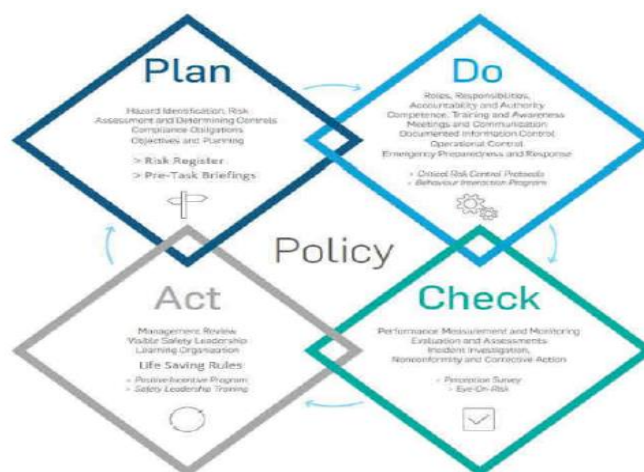 Plan
Hazard Identification, Risk
Assessment and Determining Controls
Compliance Obligations
Objectives and Planning
> Risk Register
> Pre-Task Briefings
Do
Roles, Responsibilities,
Accountability and Authority
Competence, Training and Awareness
Meetings and Communication
Documented Information Control
Operational Control
Emergency Preparedness and Response
> Critical Risk Control Protocols
> Behaviour Interaction Program
Policy
Act
Management Review
Visible Safety Leadership
Learning Organisation
Life Saving Rules
> Positive Incentive Program
> Safety Leadership Training
Check
Performance Measurement and Monitoring
Evaluation and Assessments
Incident Investigation,
Nonconformity and Corrective Action
> Perception Survey
> Eye-On-Risk